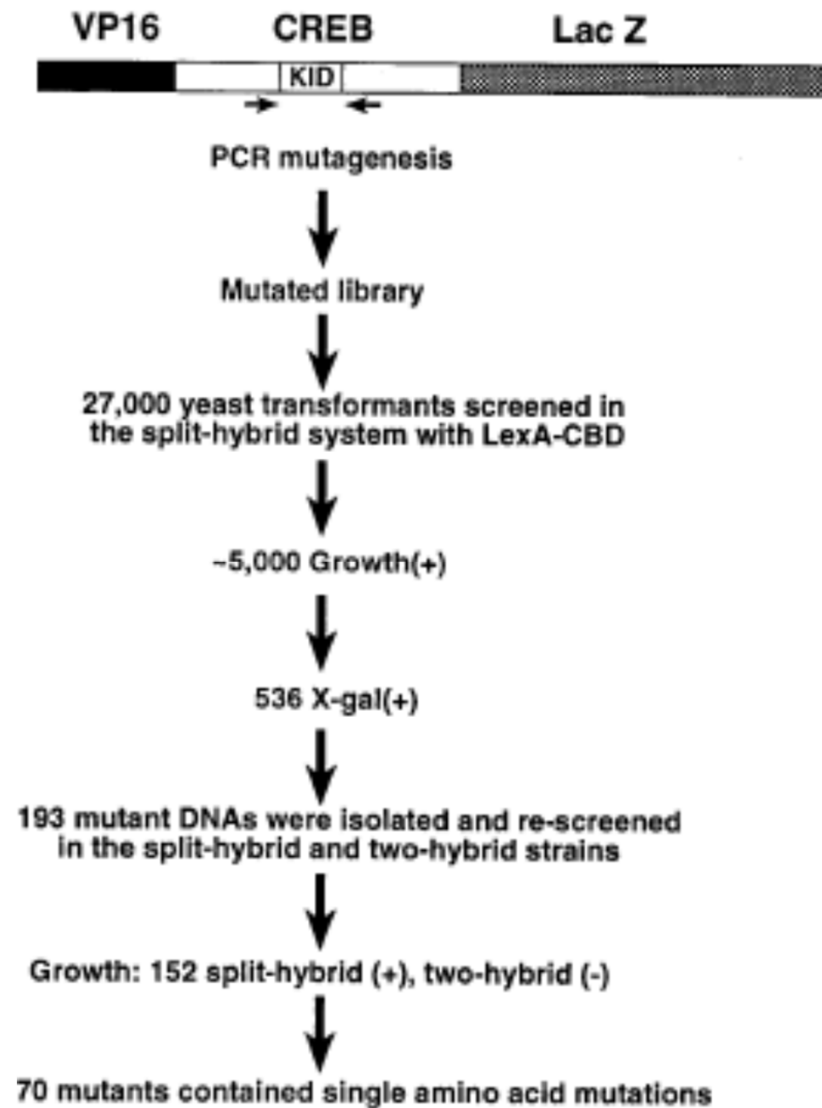 VP16 CREB Lac Z
KID
PCR mutagenesis
Mutated library
27,000 yeast transformants screened in
the split-hybrid system with LexA-CBD
~5,000 Growth(+)
536 X-gal(+)
193 mutant DNAs were isolated and re-screened
in the split-hybrid and two-hybrid strains
Growth: 152 split-hybrid (+), two-hybrid (-)
70 mutants contained single amino acid mutations